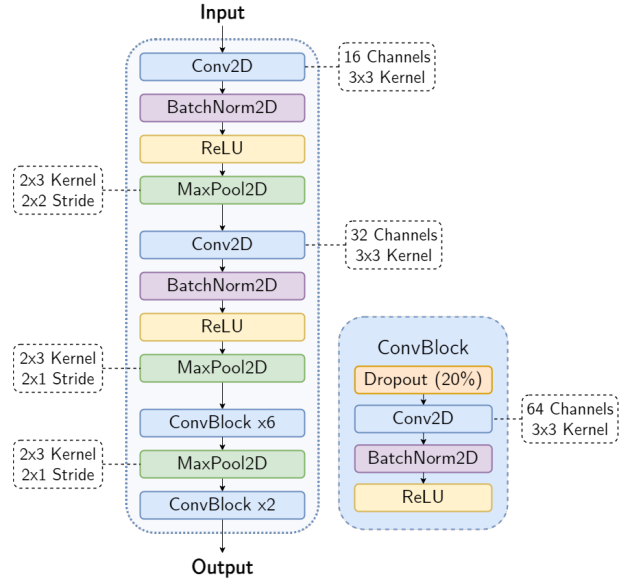 Input
Conv2D
16 Channels
3x3 Kernel
BatchNorm2D
ReLU
2x3 Kernel
2x2 Stride
MaxPool2D
Conv2D
32 Channels
3x3 Kernel
BatchNorm2D
ReLU
2x3 Kernel
2x1 Stride
MaxPool2D
ConvBlock x6
2x3 Kernel
2x1 Stride
MaxPool2D
ConvBlock x2
Output
ConvBlock
Dropout (20%)
Conv2D
64 Channels
3x3 Kernel
BatchNorm2D
ReLU